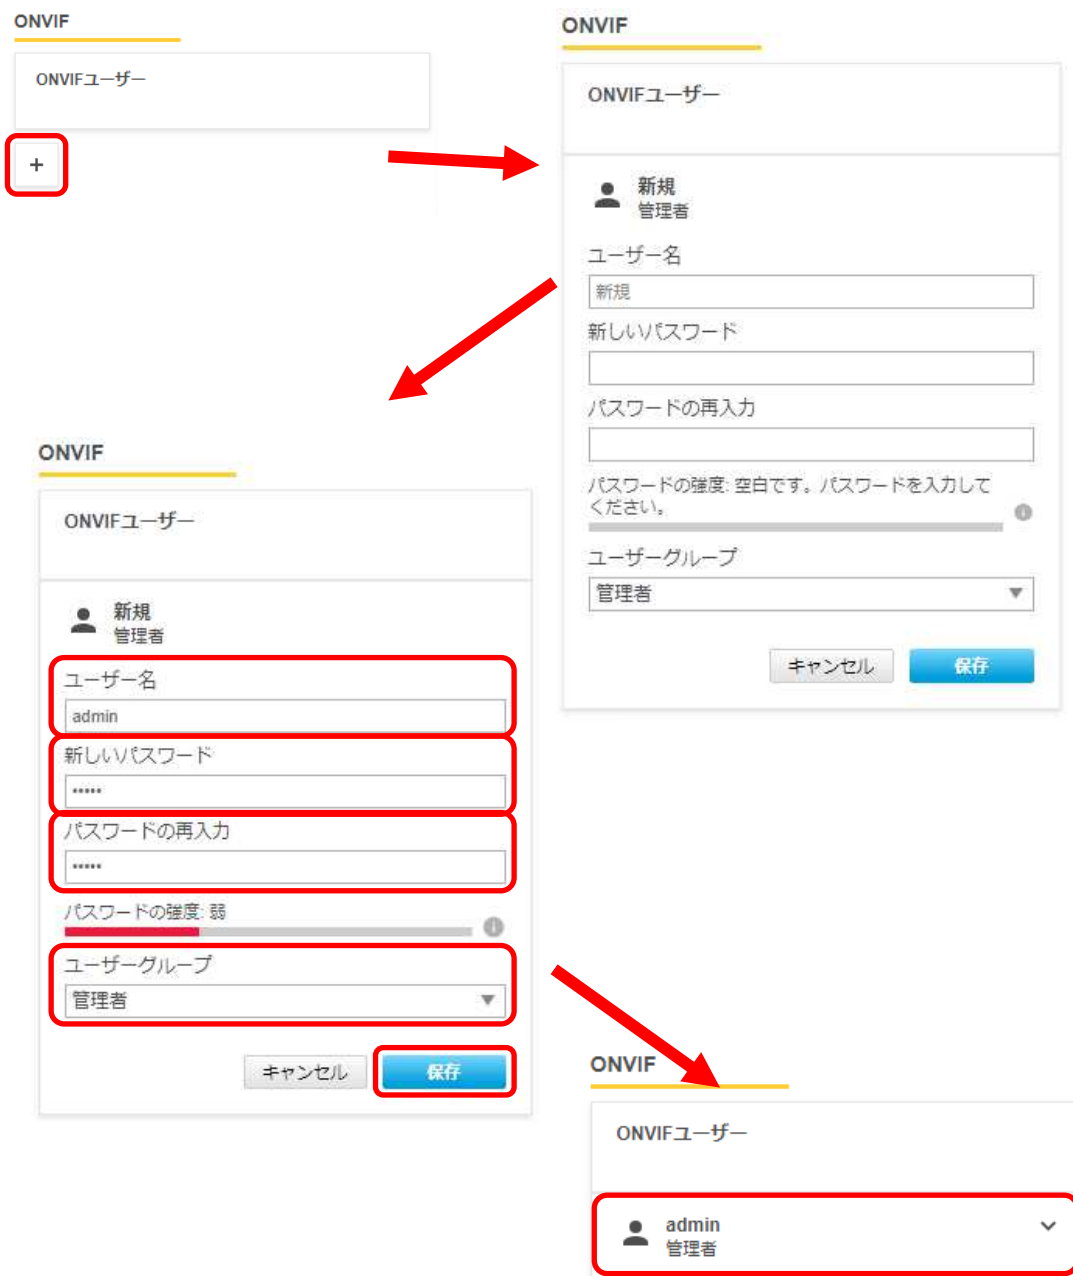 ONVIF
ONVIFユーザー
+
ONVIF
ONVIFユーザー
新規
管理者
ユーザー名
新規
新しいパスワード
パスワードの再入力
パスワードの強度: 空白です。パスワードを入力して
ください。
ユーザーグループ
管理者
キャンセル
保存
ONVIF
ONVIFユーザー
新規
管理者
ユーザー名
admin
新しいパスワード
•••••
パスワードの再入力
•••••
パスワードの強度: 弱
ユーザーグループ
管理者
キャンセル
保存
ONVIF
ONVIFユーザー
admin
管理者